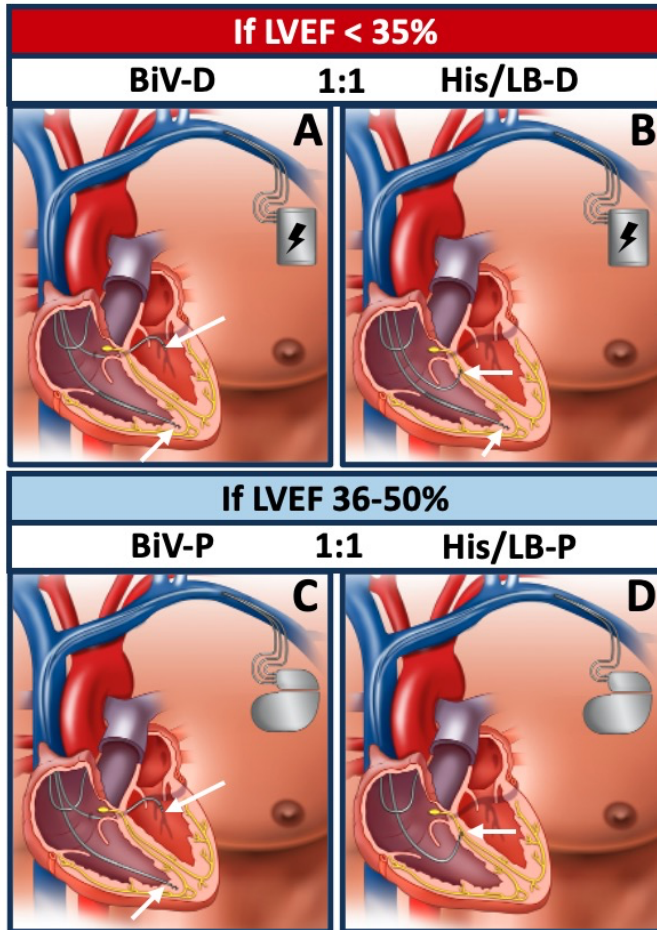 If LVEF < 35%
BiV-D 1:1 His/LB-D
A B
If LVEF 36-50%
BiV-P 1:1 His/LB-P
C D